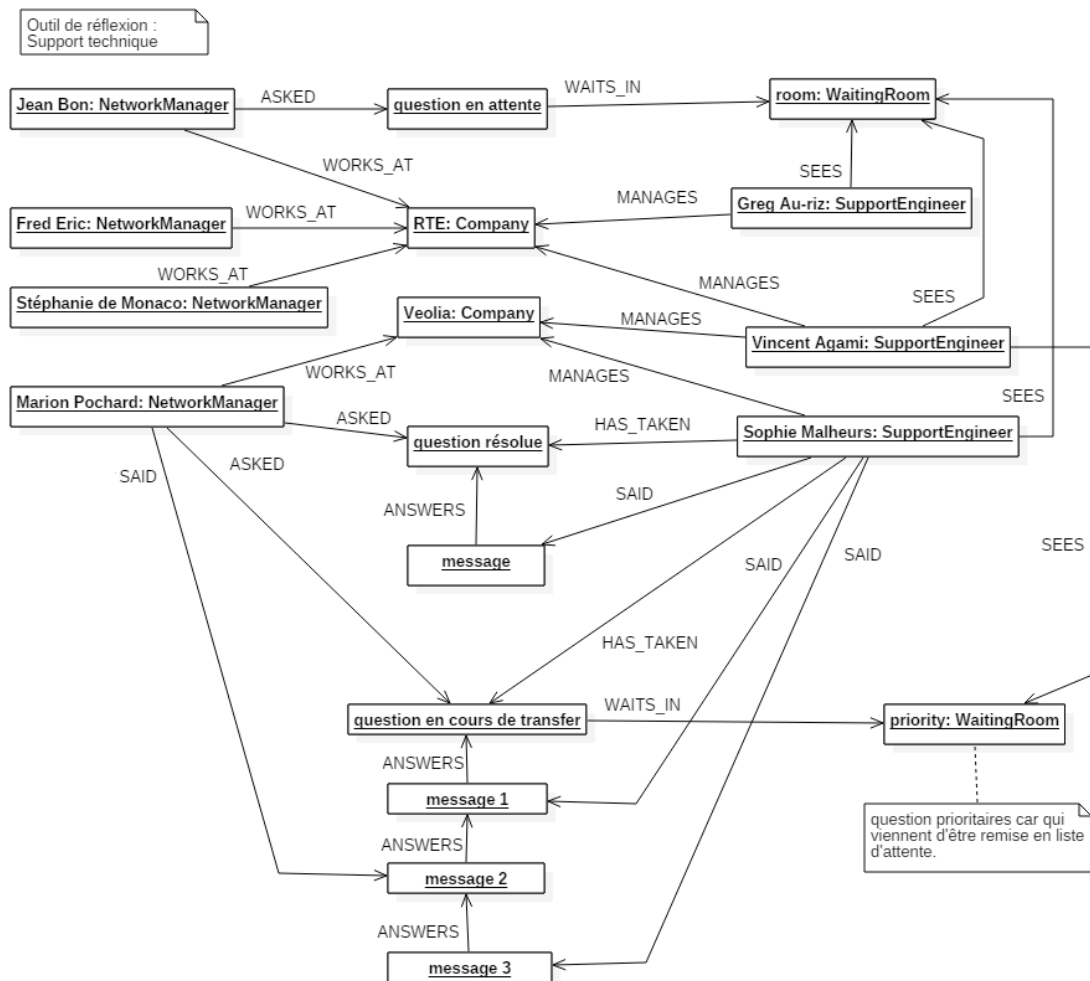 Outil de réflexion :
Support technique
Jean Bon: NetworkManager
ASKED
question en attente
WAITS_IN
room: WaitingRoom
WORKS_AT
SEES
MANAGES
Greg Au-riz: SupportEngineer
Fred Eric: NetworkManager
WORKS_AT
RTE: Company
WORKS_AT
MANAGES
SEES
Stéphanie de Monaco: NetworkManager
Veolia: Company
MANAGES
Vincent Agami: SupportEngineer
WORKS_AT
MANAGES
SEES
Marion Pochard: NetworkManager
ASKED
question résolue
HAS_TAKEN
Sophie Malheurs: SupportEngineer
SAID
ASKED
ANSWERS
SAID
message
SAID
SAID
SEES
HAS_TAKEN
question en cours de transfer
WAITS_IN
priority: WaitingRoom
ANSWERS
message 1
question prioritaires car qui
viennent d'être remise en liste
d'attente.
ANSWERS
message 2
ANSWERS
message 3